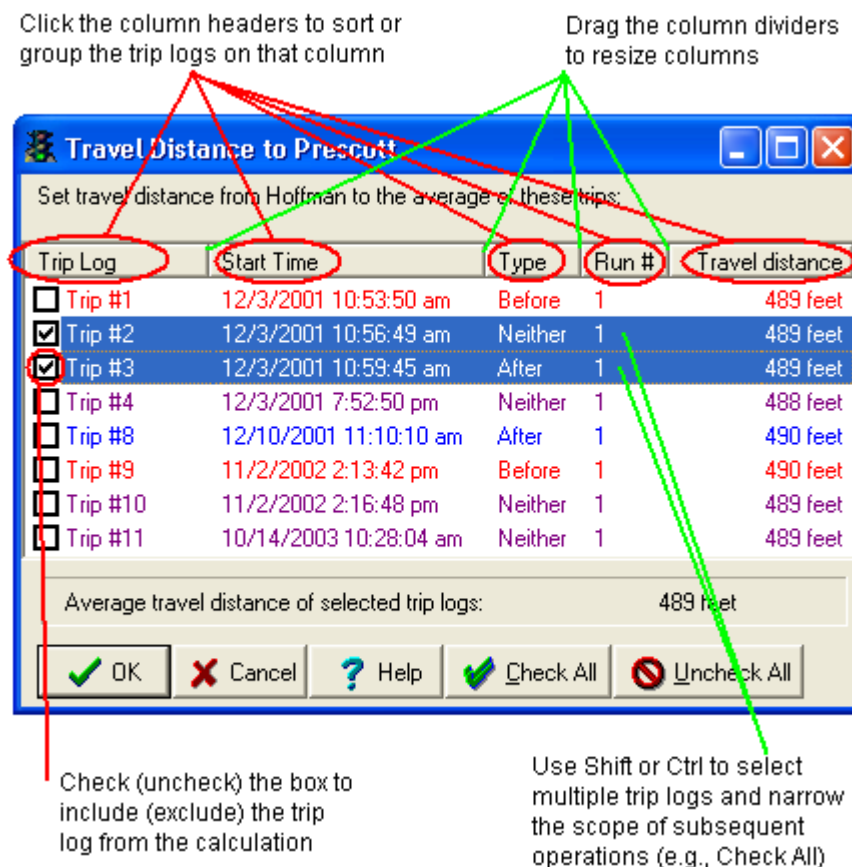 Click the column headers to sort or
group the trip logs on that column
Drag the column dividers
to resize columns
Travel Distance to Prescott
Set travel distance from Hoffman to the average of these trips:
Trip Log Start Time Type Run # Travel distance
Trip #1 12/3/2001 10:53:50 am Before 1 489 feet
Trip #2 12/3/2001 10:56:49 am Neither 1 489 feet
Trip #3 12/3/2001 10:59:45 am After 1 489 feet
Trip #4 12/3/2001 7:52:50 pm Neither 1 488 feet
Trip #8 12/10/2001 11:10:10 am After 1 490 feet
Trip #9 11/2/2002 2:13:42 pm Before 1 490 feet
Trip #10 11/2/2002 2:16:48 pm Neither 1 489 feet
Trip #11 10/14/2003 10:28:04 am Neither 1 489 feet
Average travel distance of selected trip logs: 489 feet
OK Cancel Help Check All Uncheck All
Check (uncheck) the box to
include (exclude) the trip
log from the calculation
Use Shift or Ctrl to select
multiple trip logs and narrow
the scope of subsequent
operations (e.g., Check All)